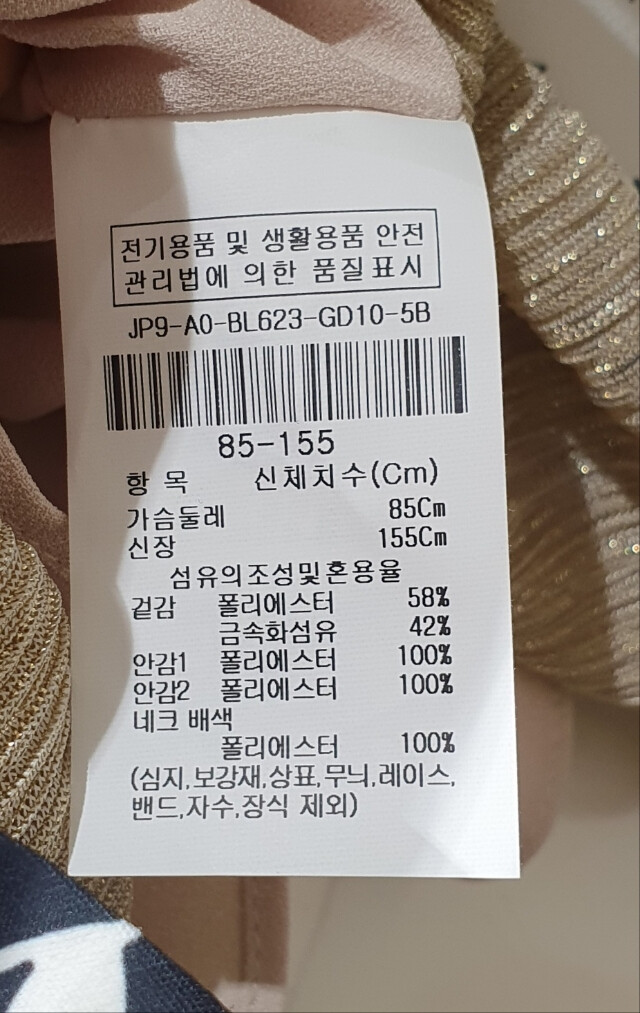 전기용품 및 생활용품 안전
관리법에 의한 품질표시
JP9-A0-BL623-GD10-5B
85-155
항 목 신체치수(Cm)
가슴둘레 85Cm
신장 155Cm
섬유의조성및혼용율
겉감 폴리에스터 58%
금속화섬유 42%
안감1 폴리에스터 100%
안감2 폴리에스터 100%
네크 배색
폴리에스터 100%
(심지,보강재,상표,무늬,레이스,
밴드,자수,장식 제외)